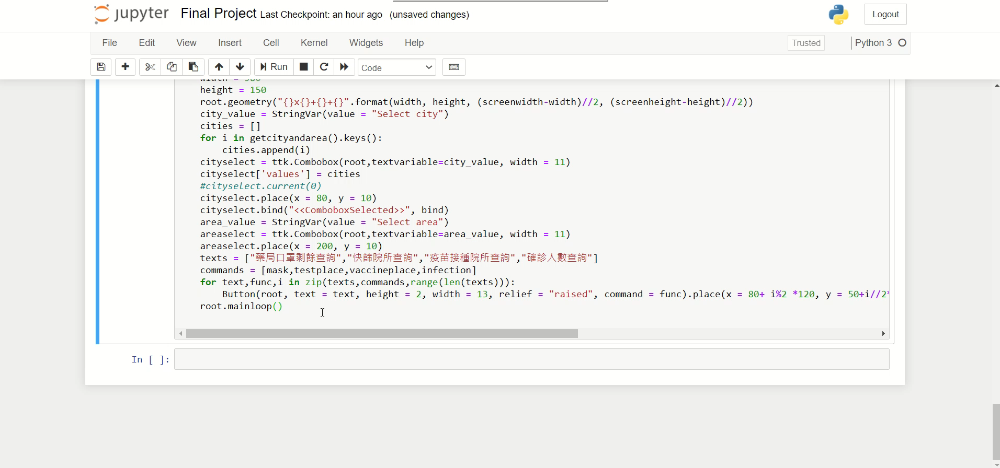 jupyter Final Project Last Checkpoint: an hour ago (unsaved changes) Logout
File Edit View Insert Cell Kernel Widgets Help Trusted Python 3
Run Code
height = 150
root.geometry("{}x{}+{}+{}".format(width, height, (screenwidth-width)//2, (screenheight-height)//2))
city_value = StringVar(value = "Select city")
cities = []
for i in getcityandarea().keys():
    cities.append(i)
cityselect = ttk.Combobox(root,textvariable=city_value, width = 11)
cityselect['values'] = cities
#cityselect.current(0)
cityselect.place(x = 80, y = 10)
cityselect.bind("<<ComboboxSelected>>", bind)
area_value = StringVar(value = "Select area")
areaselect = ttk.Combobox(root,textvariable=area_value, width = 11)
areaselect.place(x = 200, y = 10)
texts = ["藥局口罩剩餘查詢","快篩院所查詢","疫苗接種院所查詢","確診人數查詢"]
commands = [mask,testplace,vaccineplace,infection]
for text,func,i in zip(texts,commands,range(len(texts))):
    Button(root, text = text, height = 2, width = 13, relief = "raised", command = func).place(x = 80+ i%2 *120, y = 50+i//2*
root.mainloop()
In [ ]: